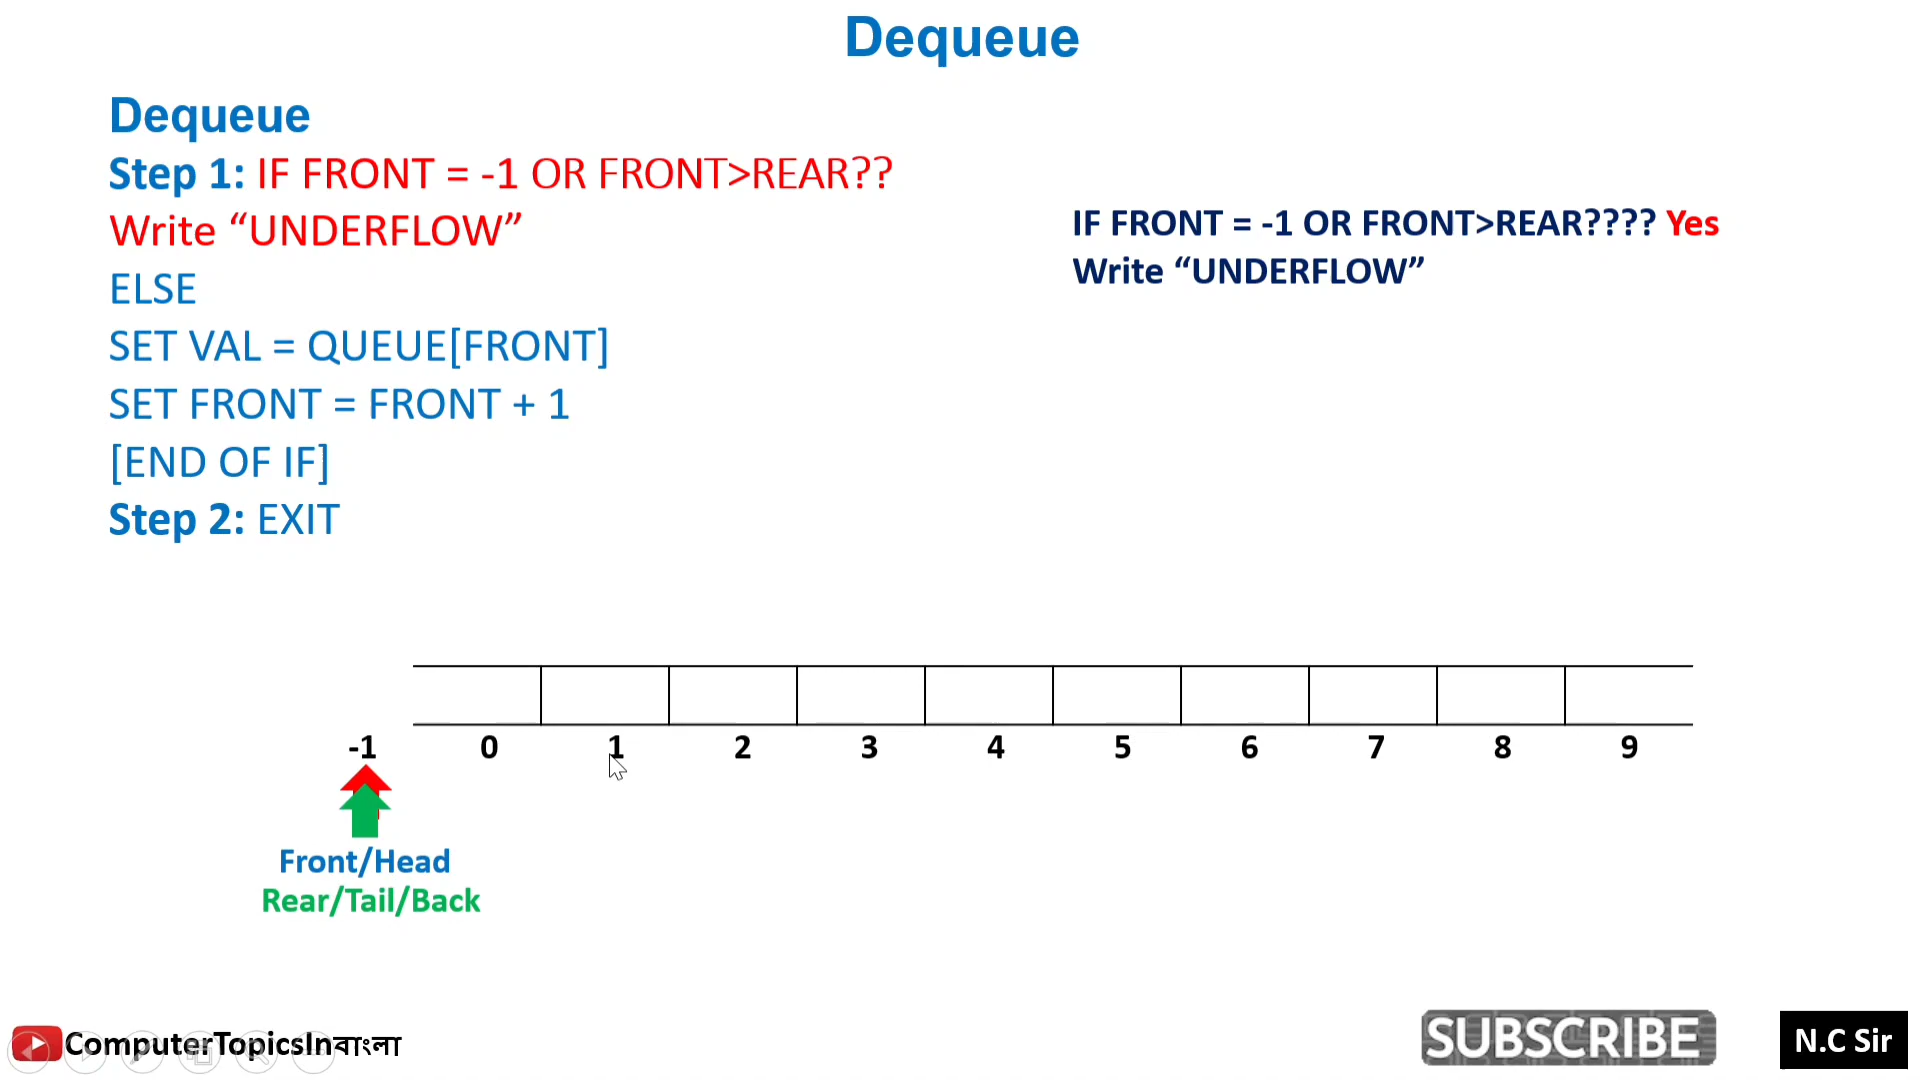 Dequeue
Dequeue
Step 1: IF FRONT = -1 OR FRONT>REAR??
Write “UNDERFLOW”
ELSE
SET VAL = QUEUE[FRONT]
SET FRONT = FRONT + 1
[END OF IF]
Step 2: EXIT
IF FRONT = -1 OR FRONT>REAR???? Yes
Write “UNDERFLOW”
-1 0 1 2 3 4 5 6 7 8 9
Front/Head
Rear/Tail/Back
ComputerTopicsInবাংলা
SUBSCRIBE
N.C Sir